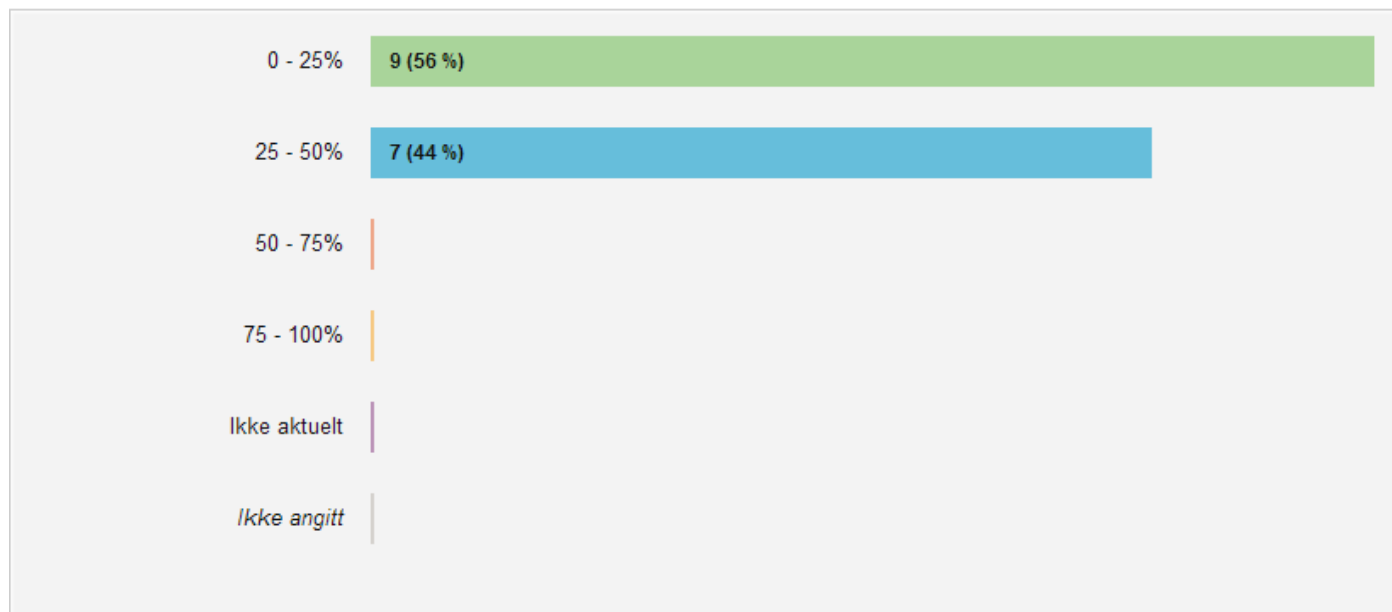 0 - 25% 9 (56 %)
25 - 50% 7 (44 %)
50 - 75%
75 - 100%
Ikke aktuelt
Ikke angitt